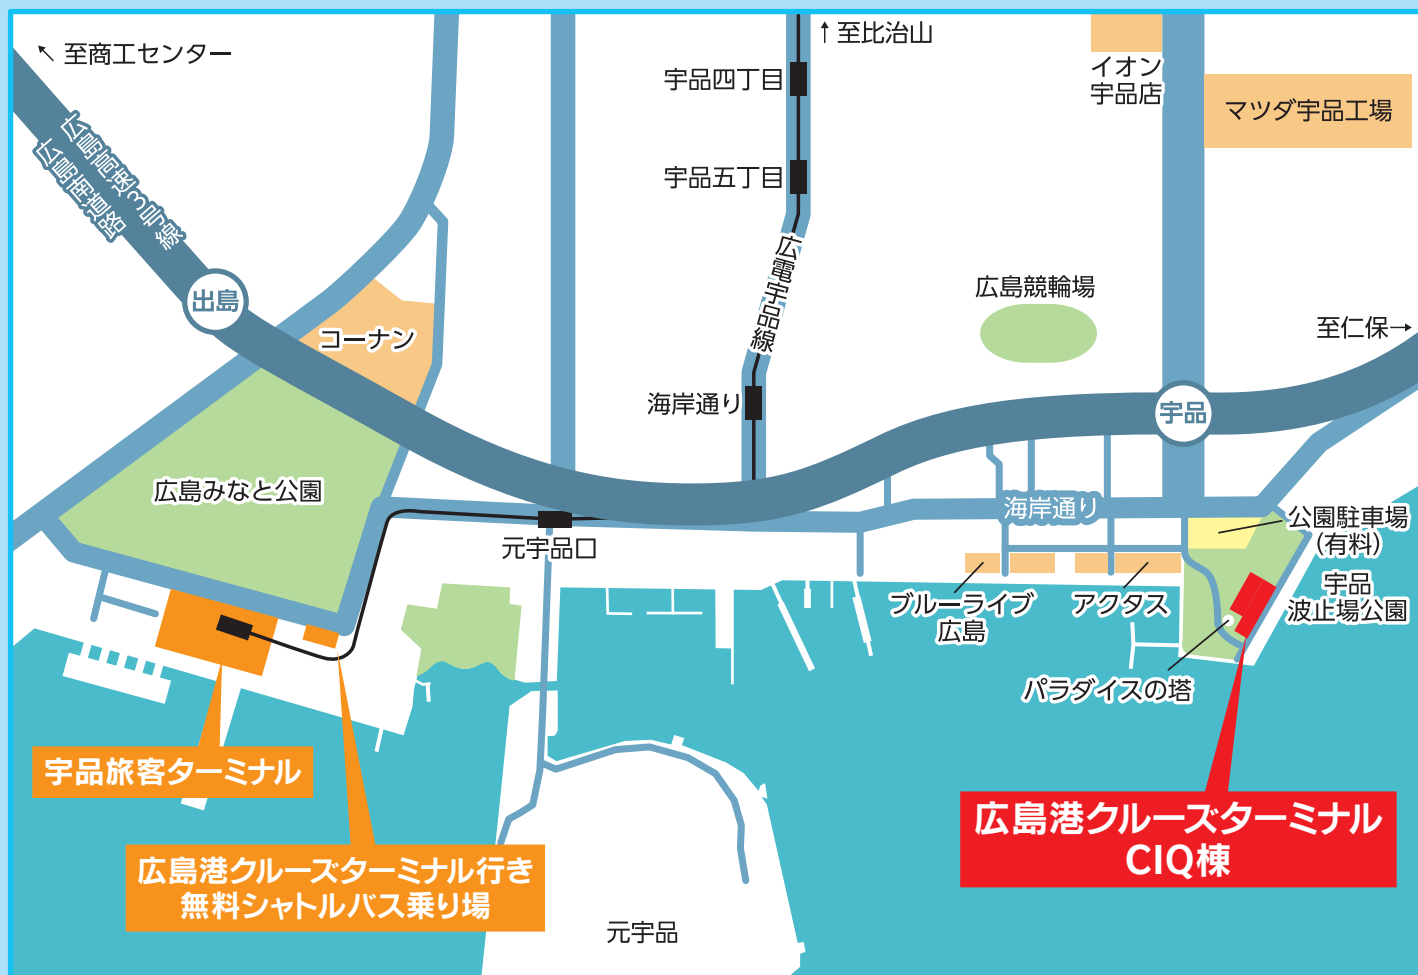 ↖ 至商工センター
↑ 至比治山
イオン
宇品店
マツダ宇品工場
宇品四丁目
宇品五丁目
広島高速3号線
広島南道路
広電宇品線
出島
広島競輪場
コーナン
至仁保→
海岸通り
宇品
広島みなと公園
海岸通り
公園駐車場
(有料)
元宇品口
宇品
波止場公園
ブルーライブ
広島
アクタス
パラダイスの塔
宇品旅客ターミナル
広島港クルーズターミナル
CIQ棟
広島港クルーズターミナル行き
無料シャトルバス乗り場
元宇品